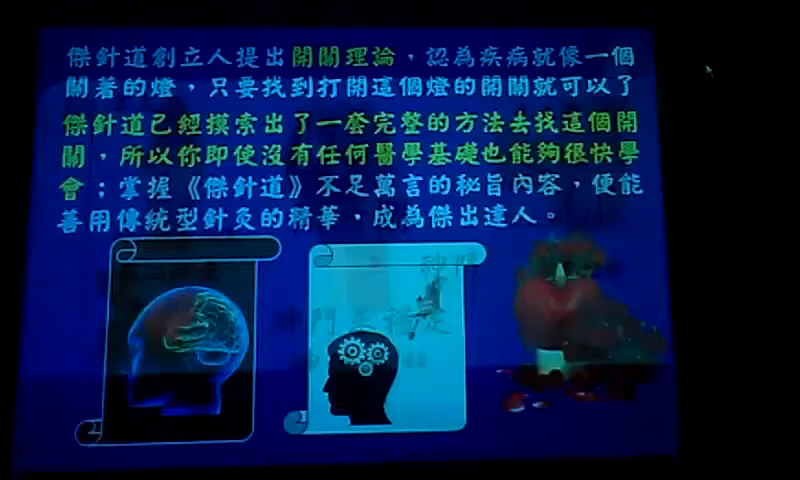 傑針道創立人提出開關理論，認為疾病就像一個
關著的燈，只要找到打開這個燈的開關就可以了
傑針道已經摸索出了一套完整的方法去找這個開
關，所以你即使沒有任何醫學基礎也能夠很快學
會；掌握《傑針道》不足萬言的秘旨內容，便能
善用傳統型針灸的精華，成為傑出達人。
神門
神門